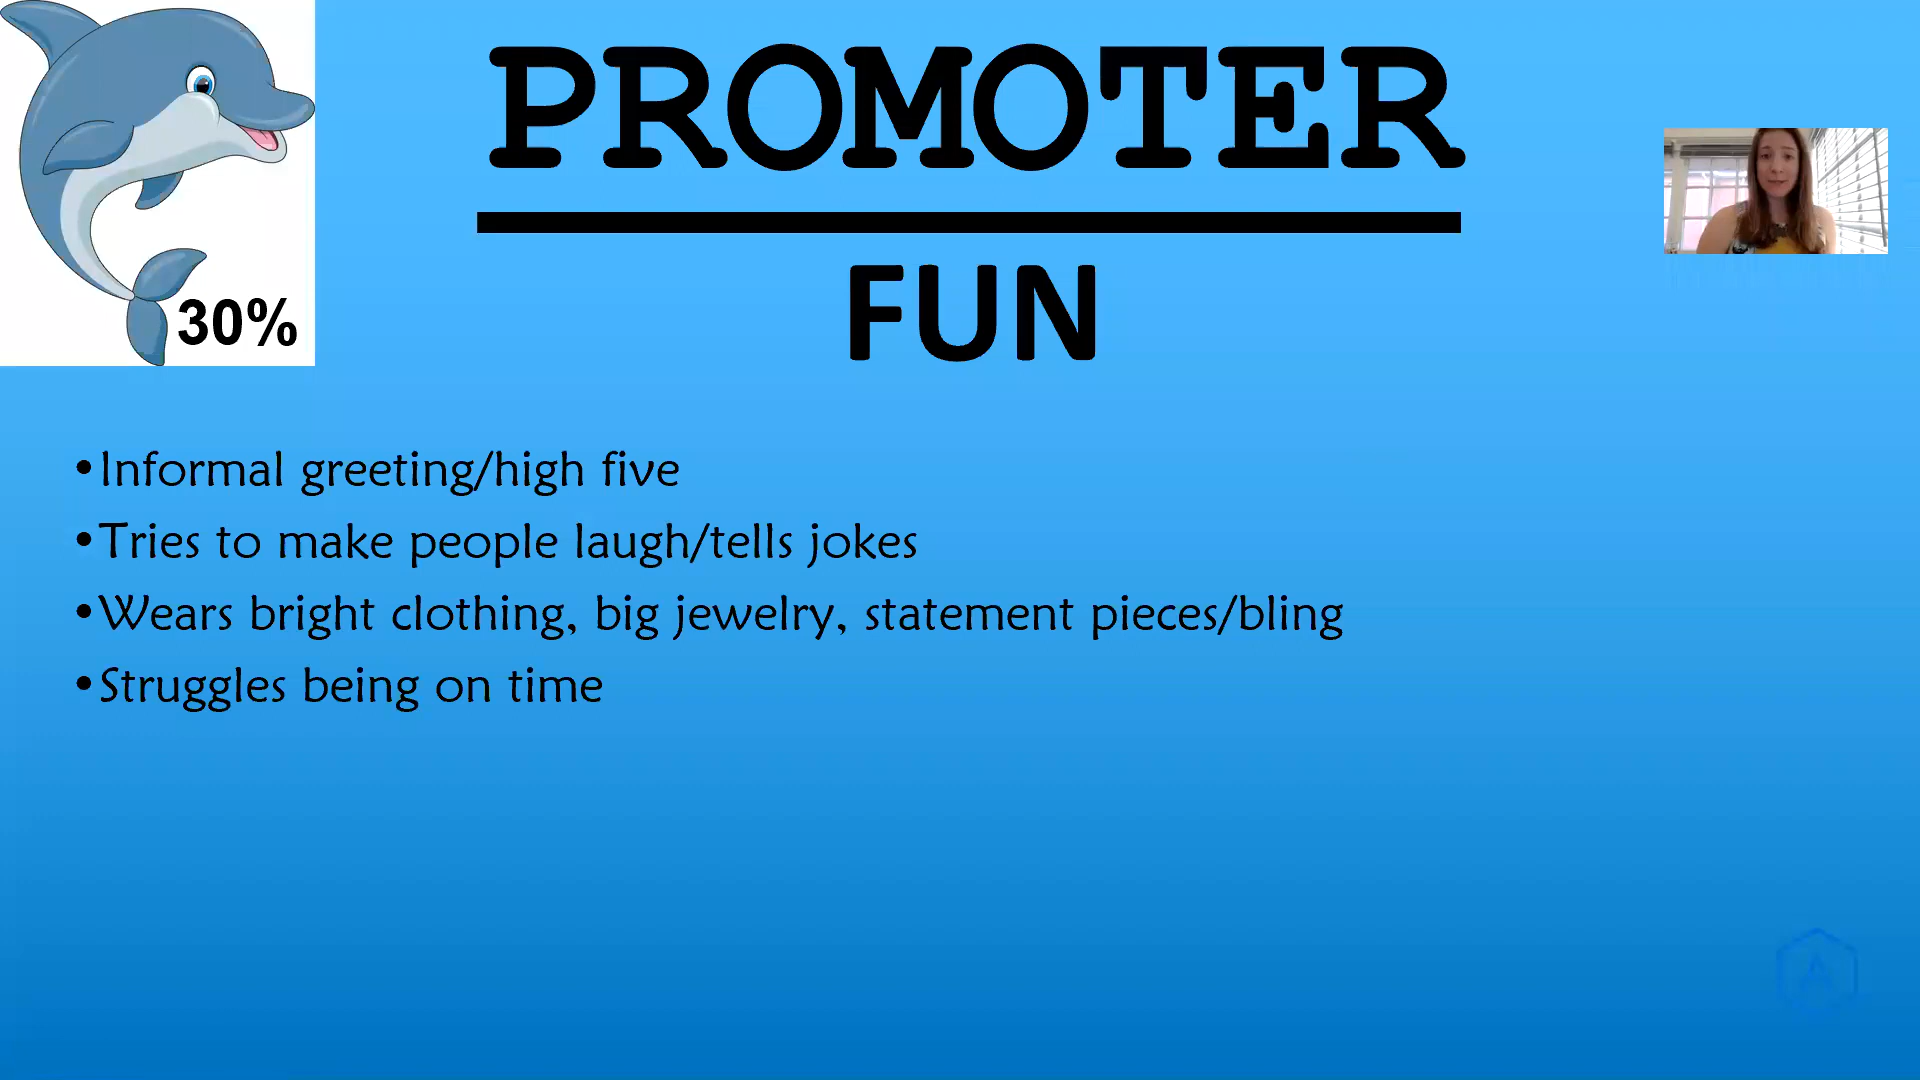 PROMOTER
FUN
30%
•Informal greeting/high five
•Tries to make people laugh/tells jokes
•Wears bright clothing, big jewelry, statement pieces/bling
•Struggles being on time